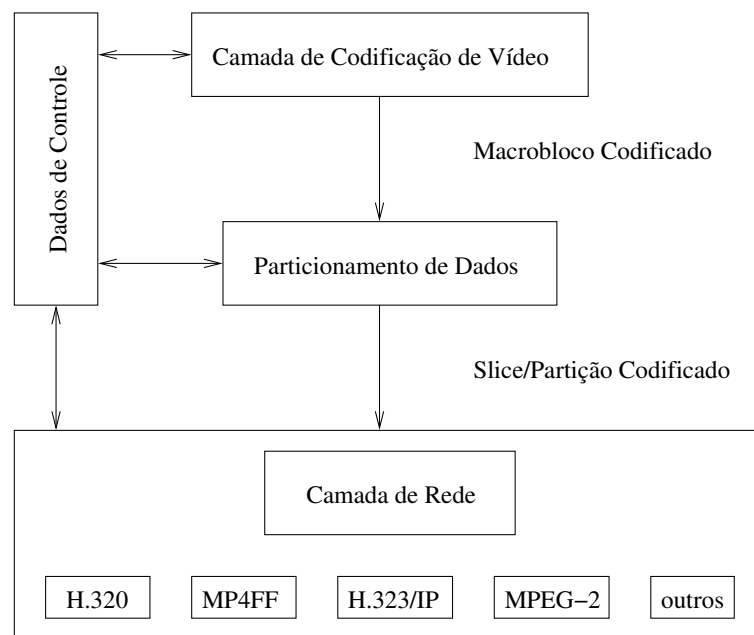 Camada de Codificação de Vídeo
Dados de Controle
Macrobloco Codificado
Particionamento de Dados
Slice/Partição Codificado
Camada de Rede
H.320
MP4FF
H.323/IP
MPEG−2
outros